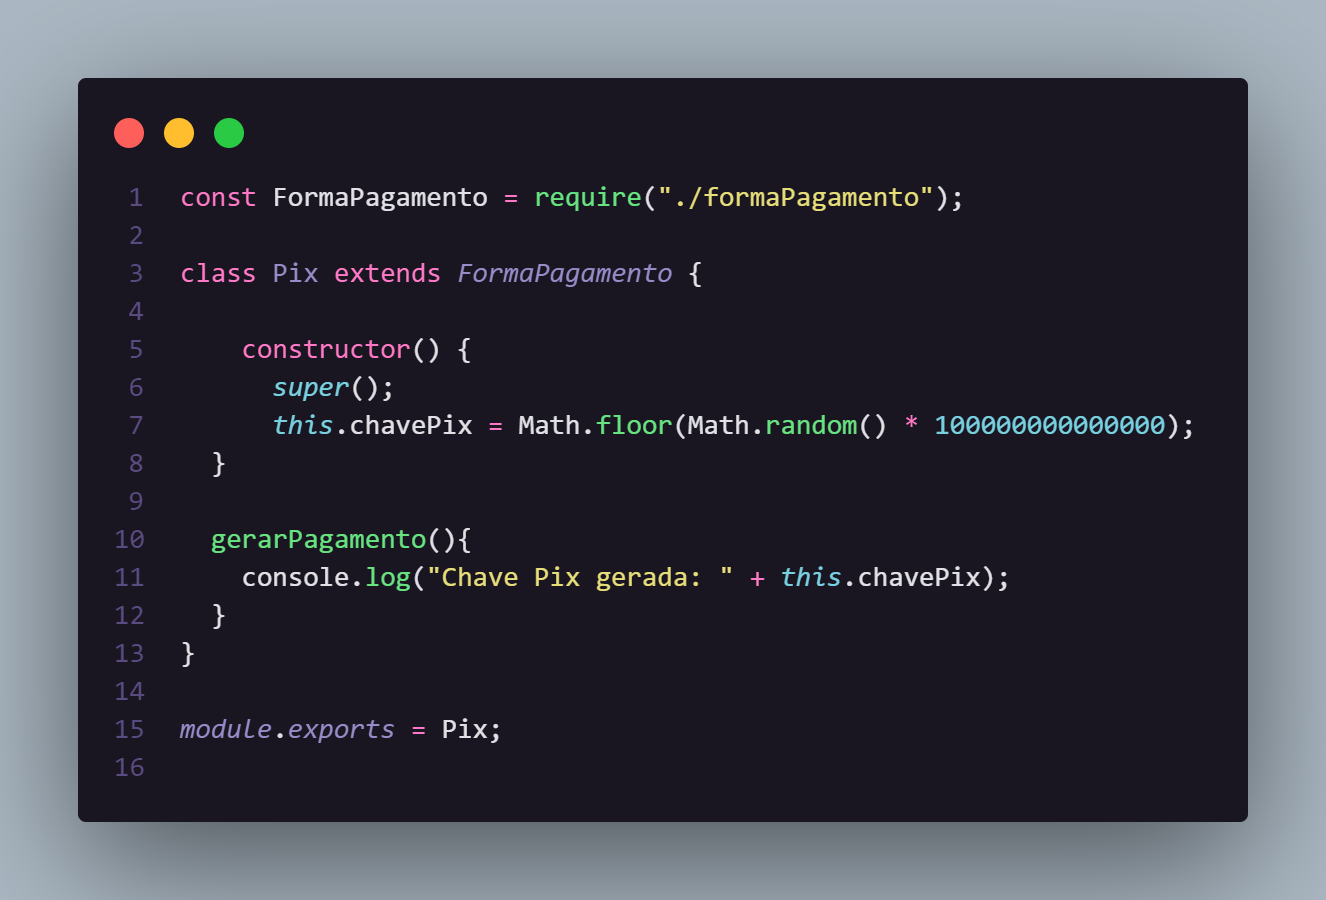 1 const FormaPagamento = require("./formaPagamento");
2
3 class Pix extends FormaPagamento {
4
5     constructor() {
6       super();
7       this.chavePix = Math.floor(Math.random() * 100000000000000);
8   }
9
10   gerarPagamento(){
11     console.log("Chave Pix gerada: " + this.chavePix);
12   }
13 }
14
15 module.exports = Pix;
16